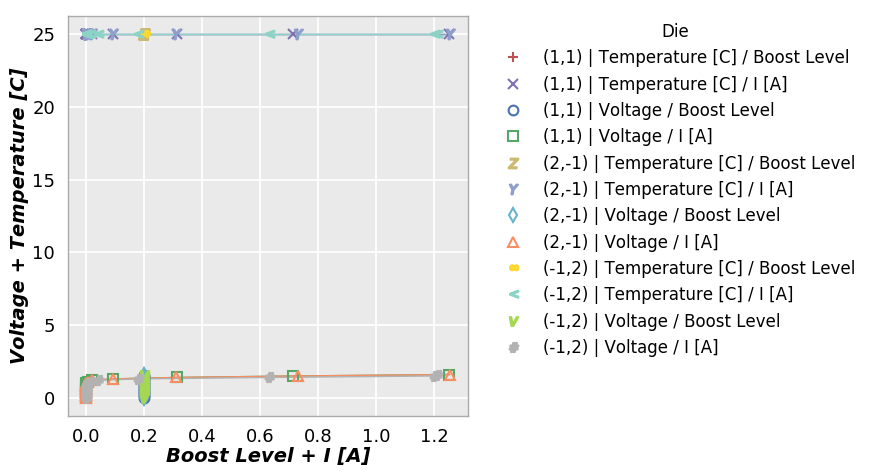 Die
(1,1) | Temperature [C] / Boost Level
(1,1) | Temperature [C] / I [A]
(1,1) | Voltage / Boost Level
(1,1) | Voltage / I [A]
(2,-1) | Temperature [C] / Boost Level
(2,-1) | Temperature [C] / I [A]
(2,-1) | Voltage / Boost Level
(2,-1) | Voltage / I [A]
(-1,2) | Temperature [C] / Boost Level
(-1,2) | Temperature [C] / I [A]
(-1,2) | Voltage / Boost Level
(-1,2) | Voltage / I [A]
Voltage + Temperature [C]
25
20
15
10
5
0
0.0 0.2 0.4 0.6 0.8 1.0 1.2
Boost Level + I [A]